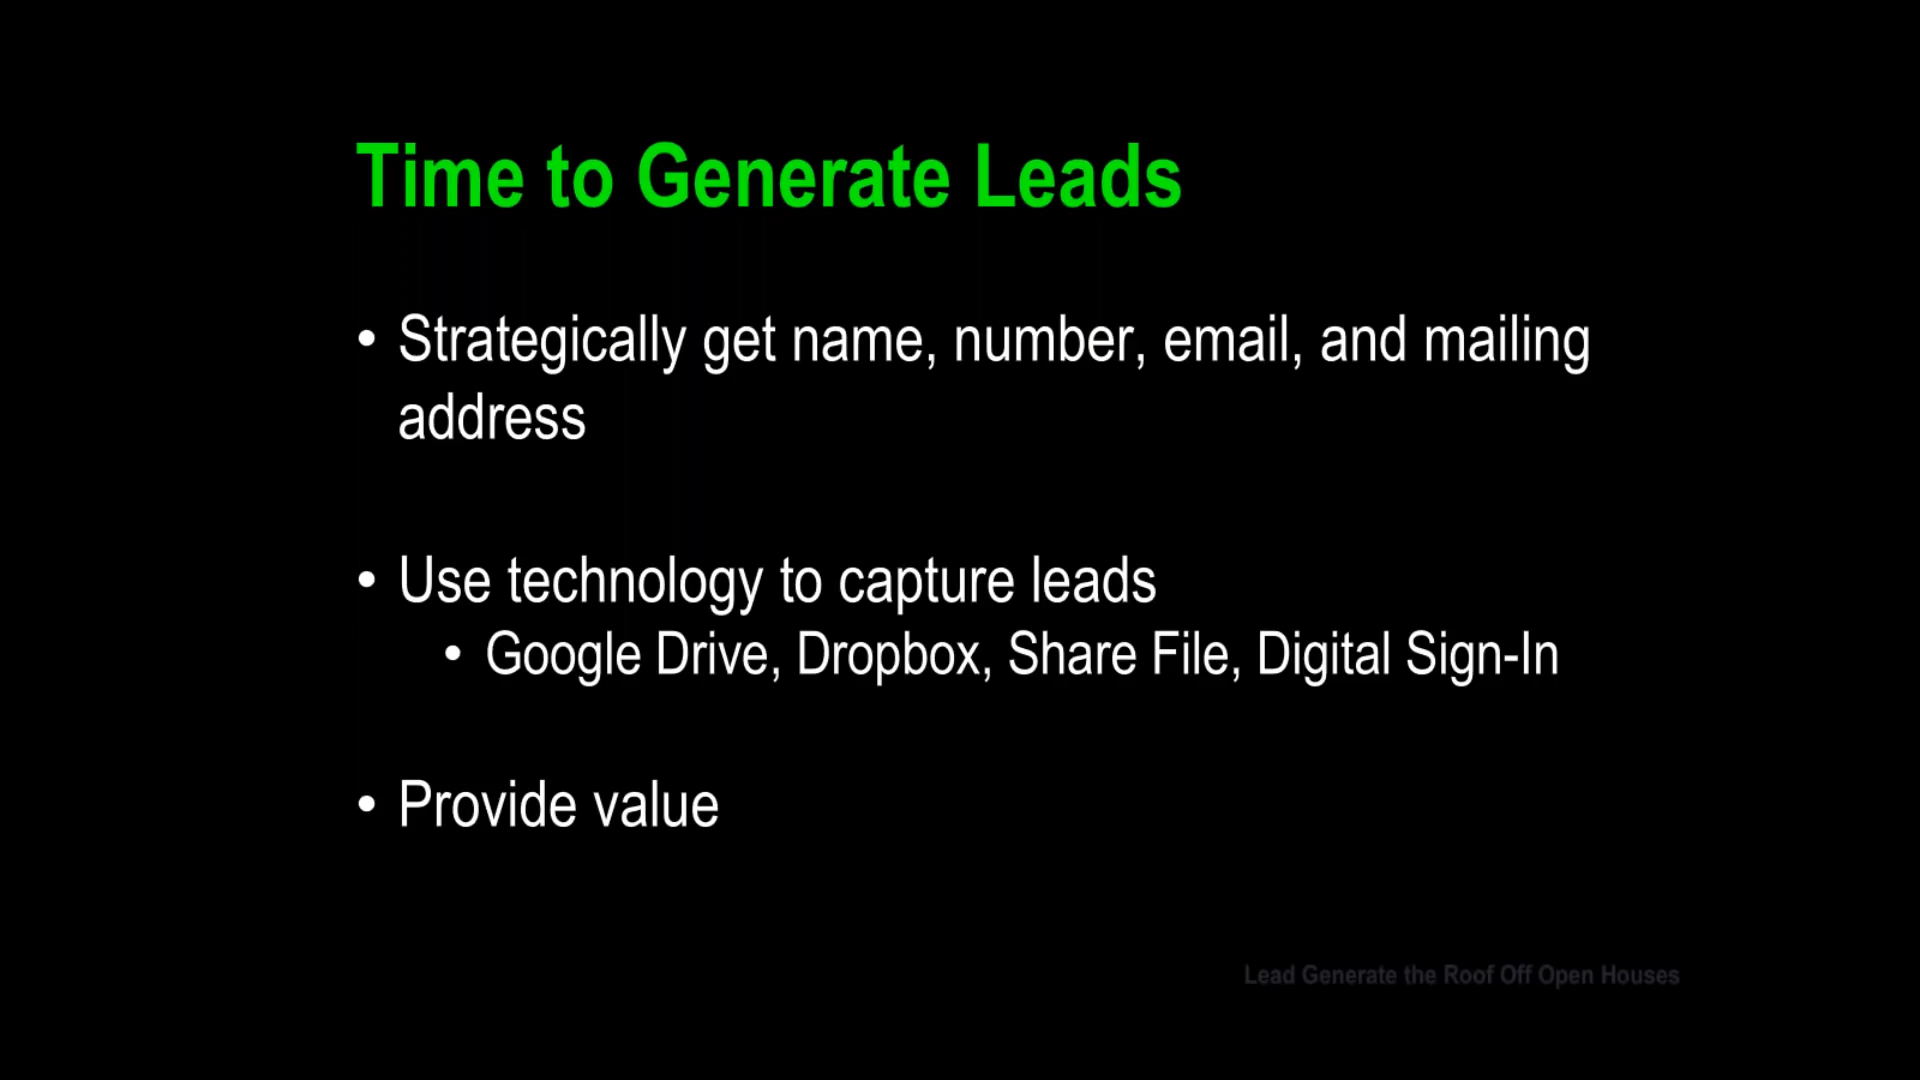 Time to Generate Leads
• Strategically get name, number, email, and mailing
address
• Use technology to capture leads
• Google Drive, Dropbox, Share File, Digital Sign-In
• Provide value
Lead Generate the Roof Off Open Houses